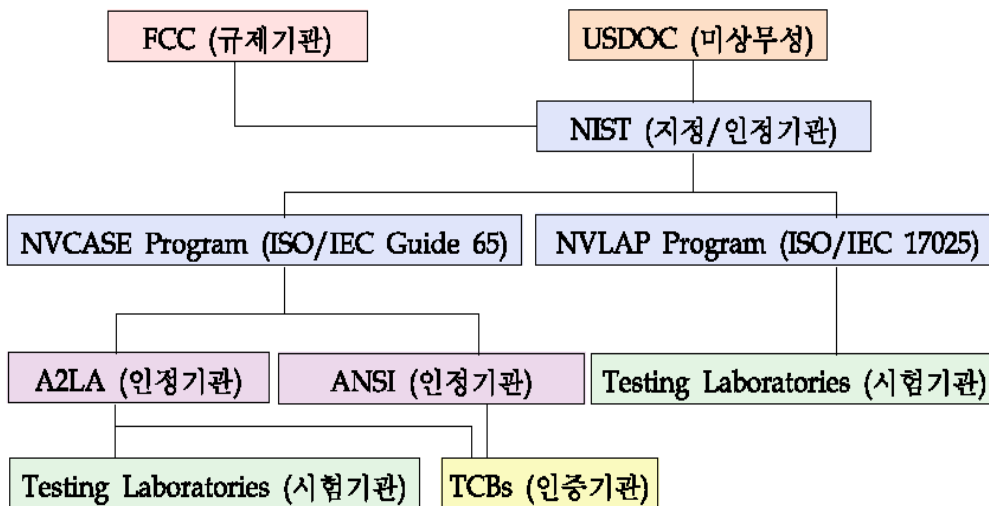 FCC (규제기관)
USDOC (미상무성)
NIST (지정/인정기관)
NVCASE Program (ISO/IEC Guide 65)
NVLAP Program (ISO/IEC 17025)
A2LA (인정기관)
ANSI (인정기관)
Testing Laboratories (시험기관)
Testing Laboratories (시험기관)
TCBs (인증기관)